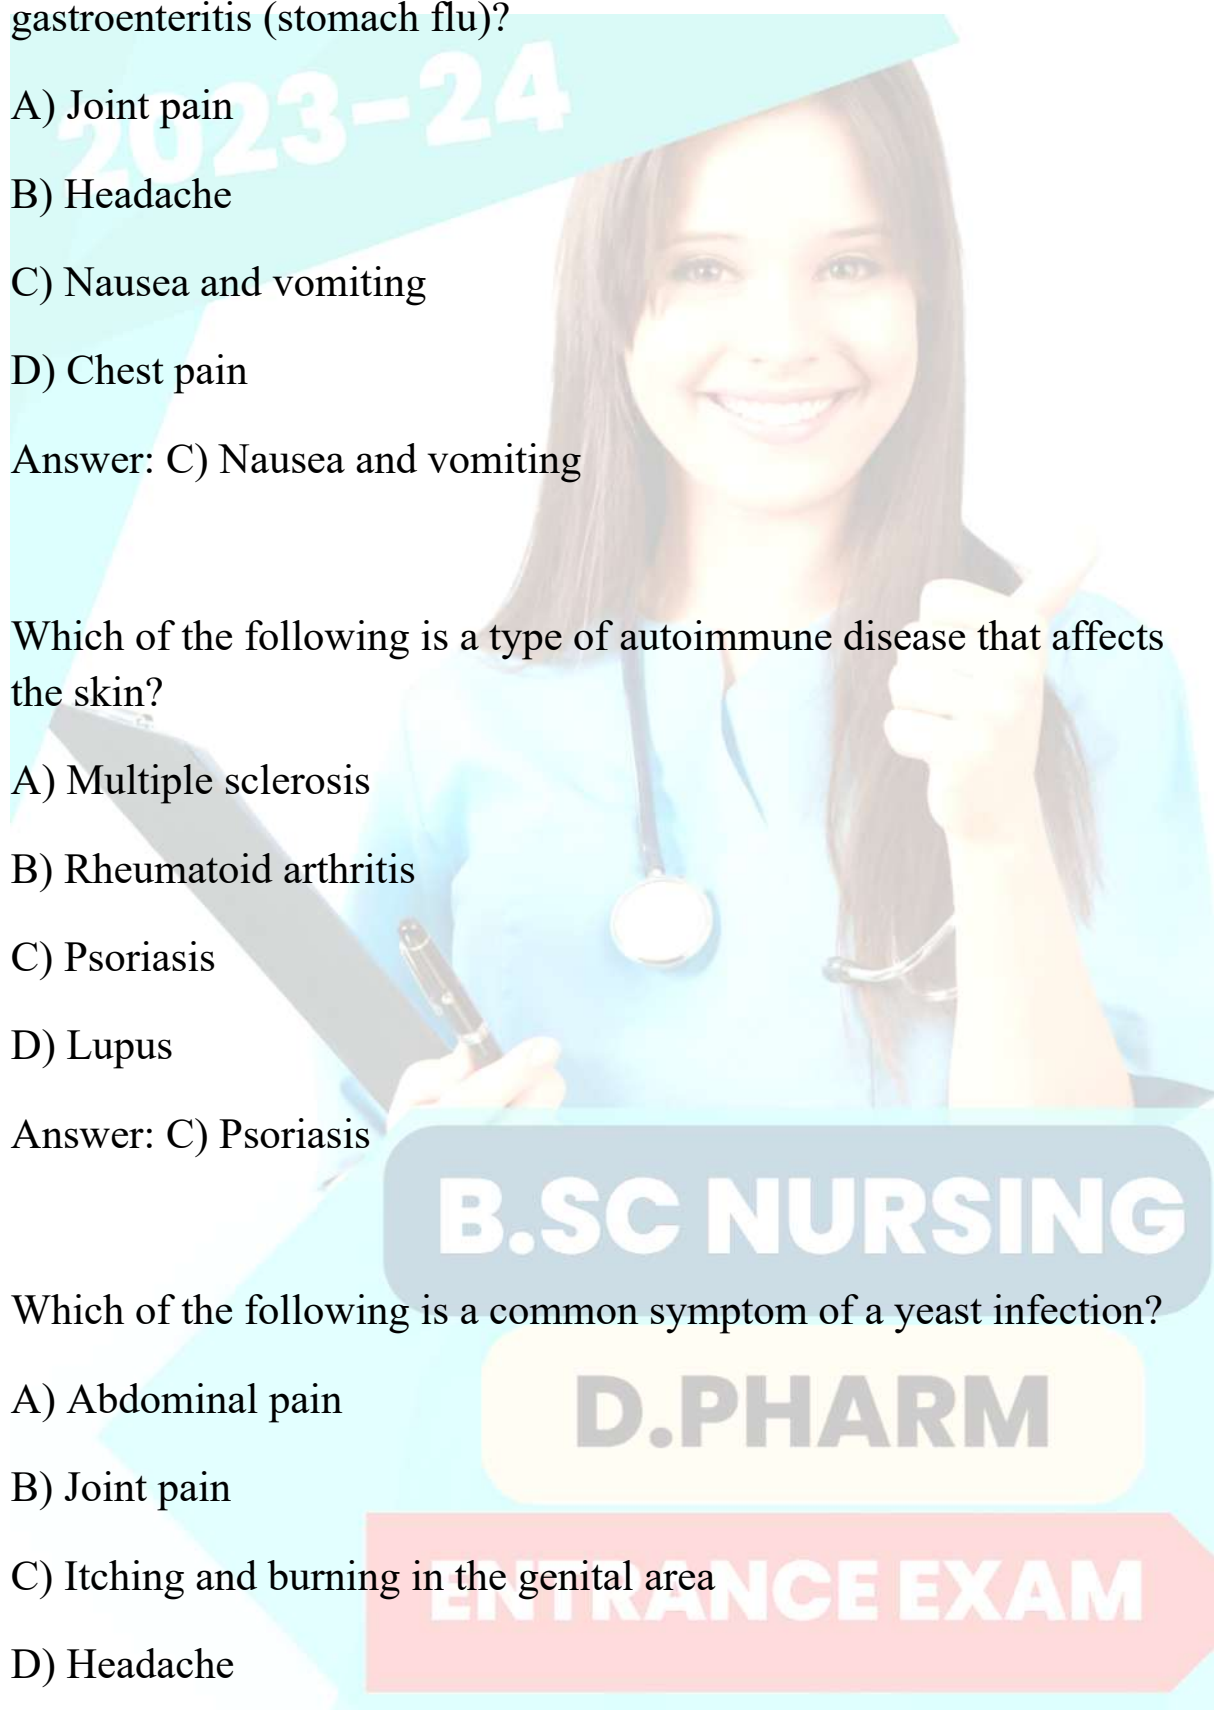 gastroenteritis (stomach flu)?
2023-24
A) Joint pain
B) Headache
C) Nausea and vomiting
D) Chest pain
Answer: C) Nausea and vomiting
Which of the following is a type of autoimmune disease that affects
the skin?
A) Multiple sclerosis
B) Rheumatoid arthritis
C) Psoriasis
D) Lupus
Answer: C) Psoriasis
B.SC NURSING
Which of the following is a common symptom of a yeast infection?
A) Abdominal pain
D.PHARM
B) Joint pain
C) Itching and burning in the genital area
ENTRANCE EXAM
D) Headache